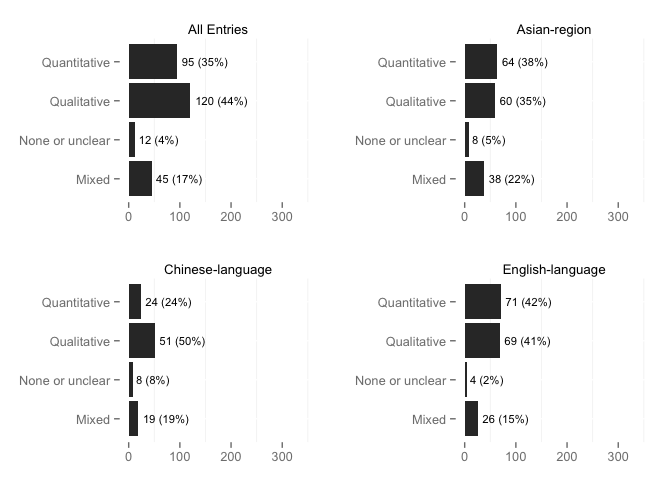 All Entries
Quantitative 95 (35%)
Qualitative 120 (44%)
None or unclear 12 (4%)
Mixed 45 (17%)
0 100 200 300
Asian-region
Quantitative 64 (38%)
Qualitative 60 (35%)
None or unclear 8 (5%)
Mixed 38 (22%)
0 100 200 300
Chinese-language
Quantitative 24 (24%)
Qualitative 51 (50%)
None or unclear 8 (8%)
Mixed 19 (19%)
0 100 200 300
English-language
Quantitative 71 (42%)
Qualitative 69 (41%)
None or unclear 4 (2%)
Mixed 26 (15%)
0 100 200 300